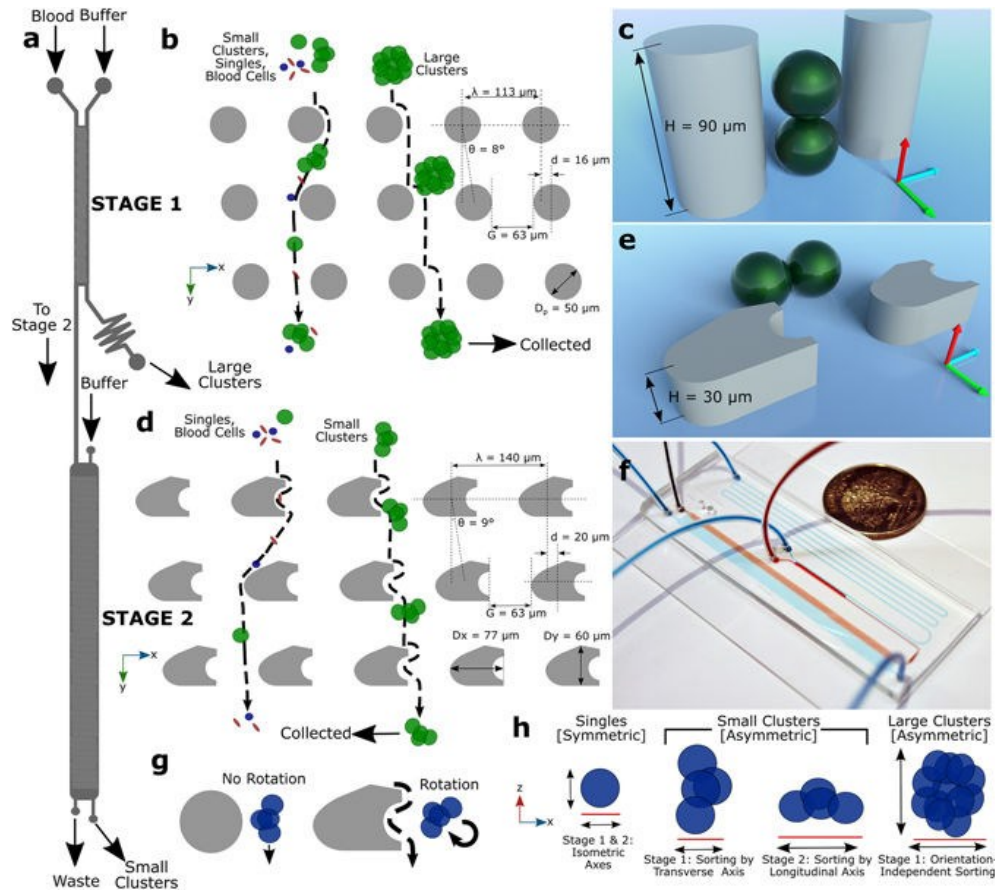 Blood Buffer
a
STAGE 1
To
Stage 2
Large
Clusters
Buffer
STAGE 2
Waste
Small
Clusters
b
Small
Clusters,
Singles,
Blood Cells
Large
Clusters
λ = 113 µm
θ = 8°
d = 16 µm
G = 63 µm
x
y
Dp = 50 µm
Collected
c
H = 90 µm
d
Singles,
Blood Cells
Small
Clusters
λ = 140 µm
θ = 9°
d = 20 µm
G = 63 µm
x
y
Dx = 77 µm
Dy = 60 µm
Collected
e
H = 30 µm
f
g
No Rotation
Rotation
h
Singles
[Symmetric]
Small Clusters
[Asymmetric]
Large Clusters
[Asymmetric]
z
x
Stage 1 & 2:
Isometric
Axes
Stage 1: Sorting by
Transverse Axis
Stage 2: Sorting by
Longitudinal Axis
Stage 1: Orientation-
Independent Sorting